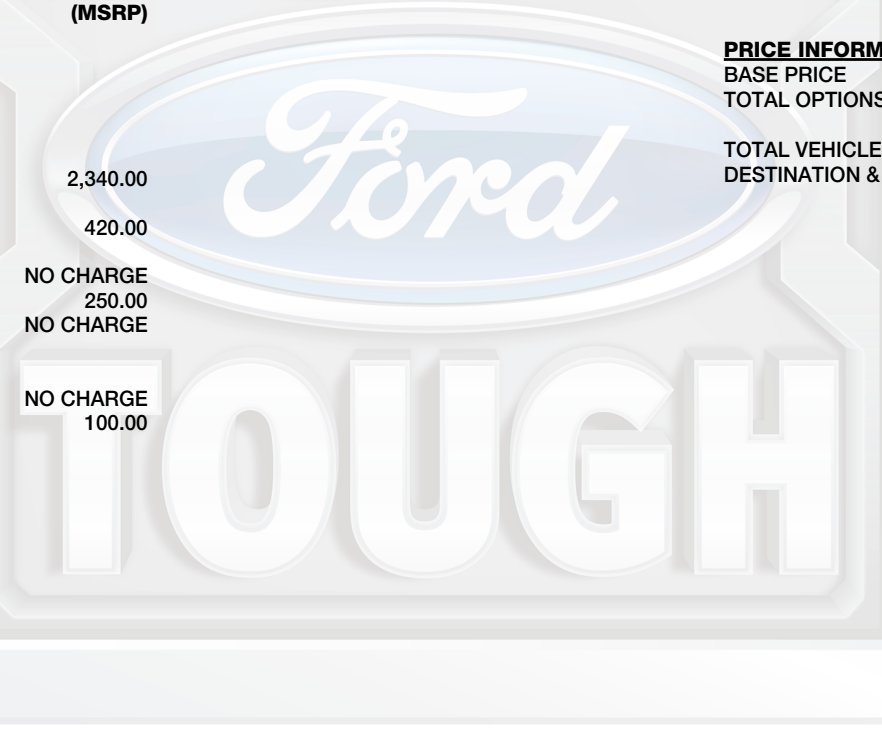 (MSRP)
2,340.00
420.00
NO CHARGE
250.00
NO CHARGE
NO CHARGE
100.00
PRICE INFORM
BASE PRICE
TOTAL OPTIONS
TOTAL VEHICLE
DESTINATION &
Ford
TOUGH